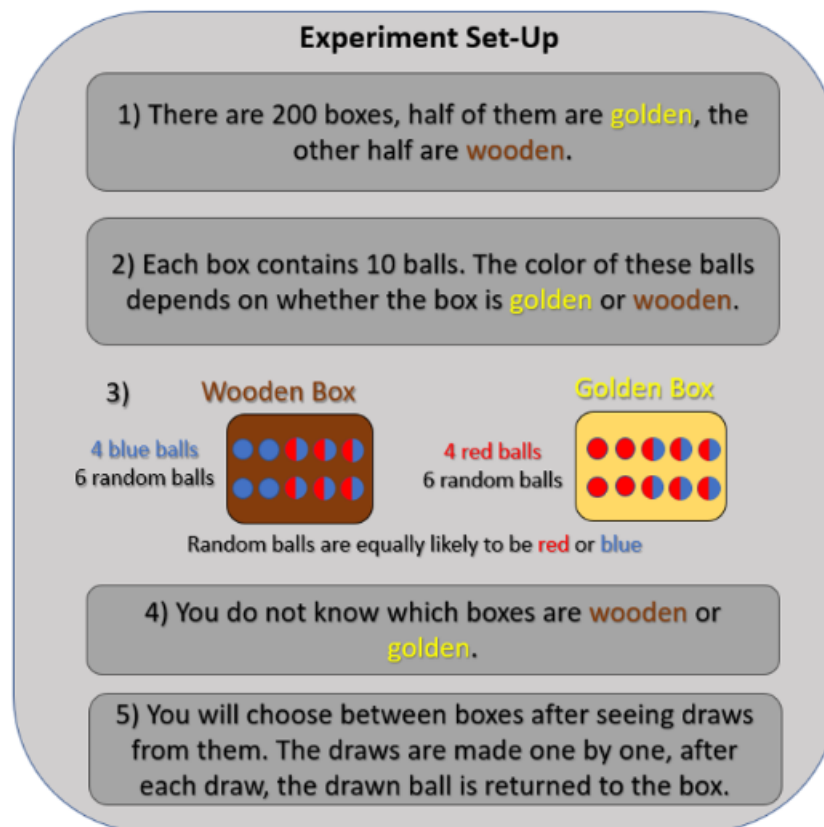 Experiment Set-Up
1) There are 200 boxes, half of them are golden, the
other half are wooden.
2) Each box contains 10 balls. The color of these balls
depends on whether the box is golden or wooden.
3)
Wooden Box
4 blue balls
6 random balls
Golden Box
4 red balls
6 random balls
Random balls are equally likely to be red or blue
4) You do not know which boxes are wooden or
golden.
5) You will choose between boxes after seeing draws
from them. The draws are made one by one, after
each draw, the drawn ball is returned to the box.